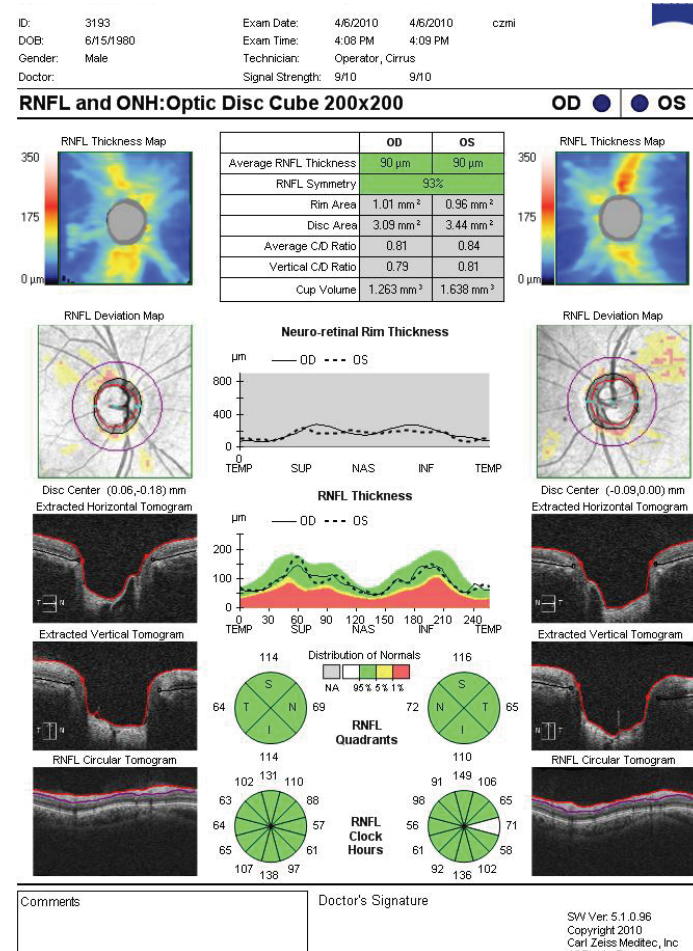 ID: 3193 Exam Date: 4/6/2010 4/6/2010 czmi
DOB: 6/15/1980 Exam Time: 4:08 PM 4:09 PM
Gender: Male Technician: Operator, Cirrus
Doctor: Signal Strength: 9/10 9/10
RNFL and ONH:Optic Disc Cube 200x200 OD OS
RNFL Thickness Map
350
175
0 µm
OD OS
Average RNFL Thickness 90 µm 90 µm
RNFL Symmetry 93%
Rim Area 1.01 mm² 0.96 mm²
Disc Area 3.09 mm² 3.44 mm²
Average C/D Ratio 0.81 0.84
Vertical C/D Ratio 0.79 0.81
Cup Volume 1.263 mm³ 1.638 mm³
RNFL Thickness Map
350
175
0 µm
RNFL Deviation Map
Disc Center (0.06,-0.18) mm
Extracted Horizontal Tomogram
T N
Extracted Vertical Tomogram
T N
RNFL Circular Tomogram
Neuro-retinal Rim Thickness
µm OD OS
800
400
0
0
TEMP SUP NAS INF TEMP
RNFL Thickness
µm OD OS
200
100
0
0 30 60 90 120 150 180 210 240
TEMP SUP NAS INF TEMP
Distribution of Normals
NA 95% 5% 1%
114
S
64 T N 69
I
114
RNFL
Quadrants
116
S
72 N T 65
I
110
131
102 110
63 88
64 57
65 61
107 97
138
RNFL
Clock
Hours
149
91 106
98 65
56 71
61 58
92 102
136
RNFL Deviation Map
Disc Center (-0.09,0.00) mm
Extracted Horizontal Tomogram
N T
Extracted Vertical Tomogram
N T
RNFL Circular Tomogram
Comments
Doctor's Signature
SW Ver: 5.1.0.96
Copyright 2010
Carl Zeiss Meditec, Inc